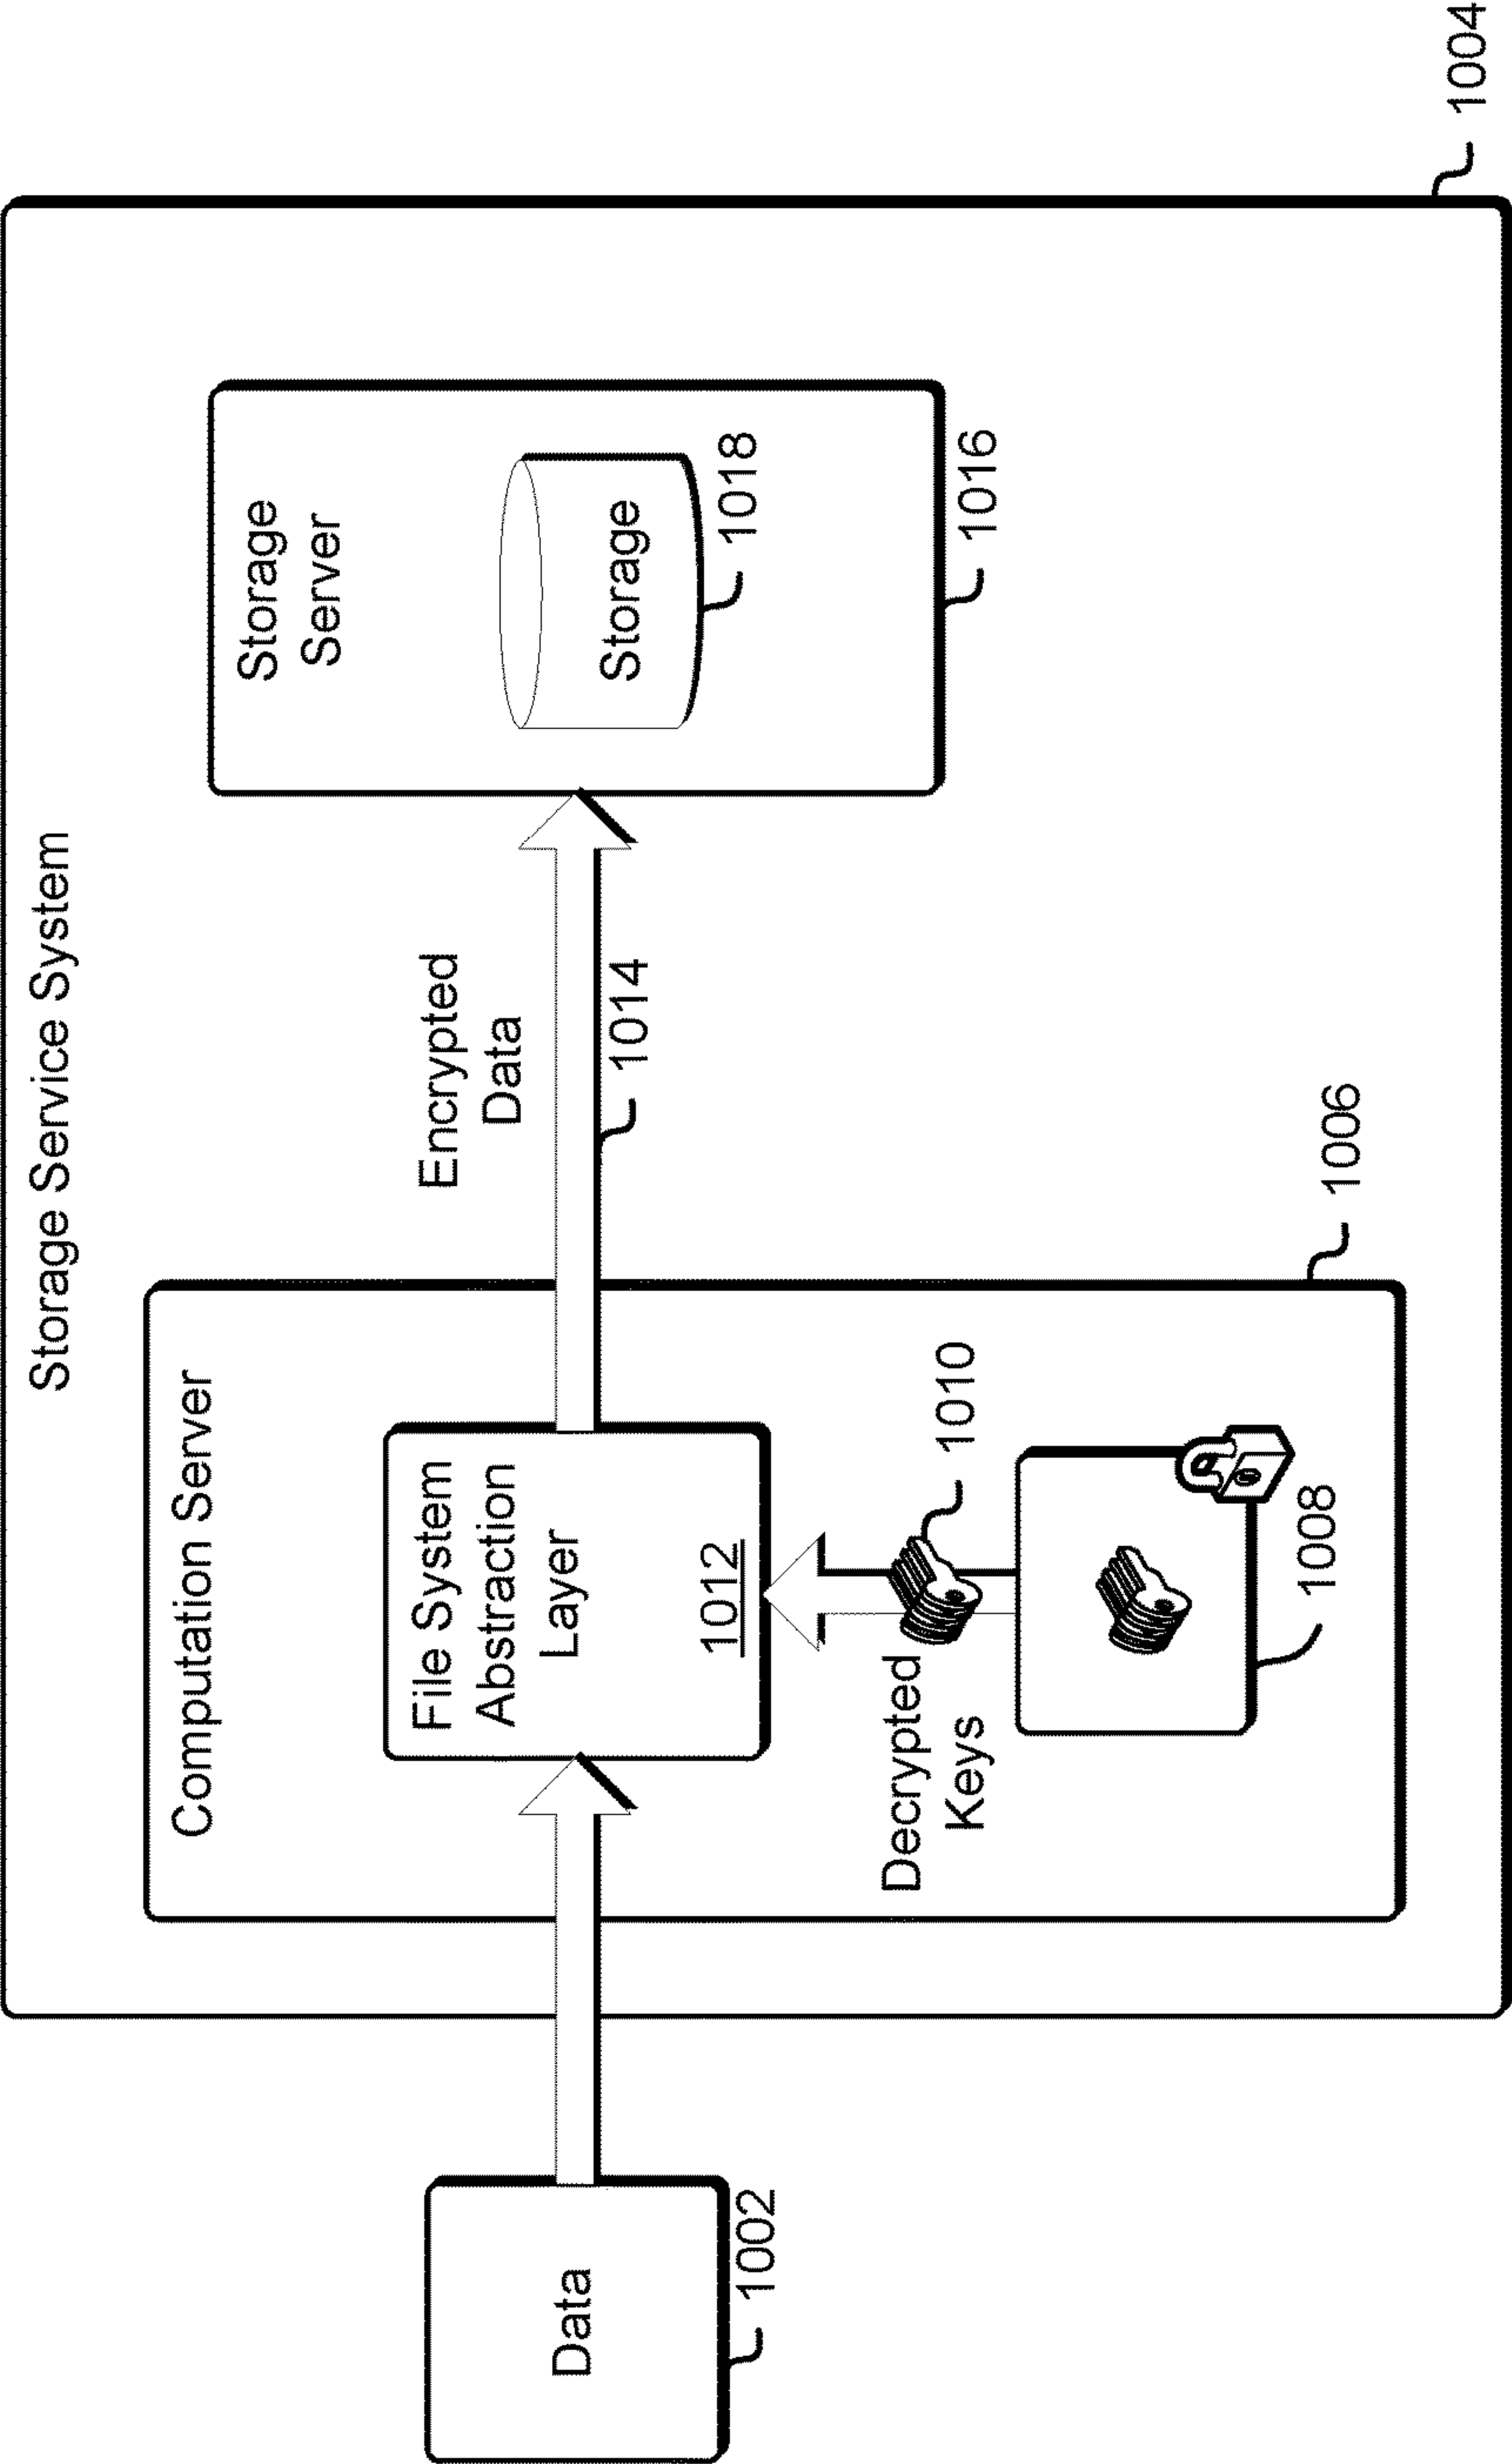 Storage Service System
Computation Server
Storage
Server
Encrypted
Data
File System
Abstraction
Layer
1012
Data
1002
1014
Storage
1018
Decrypted
Keys
1010
1008
1006
1016
1004